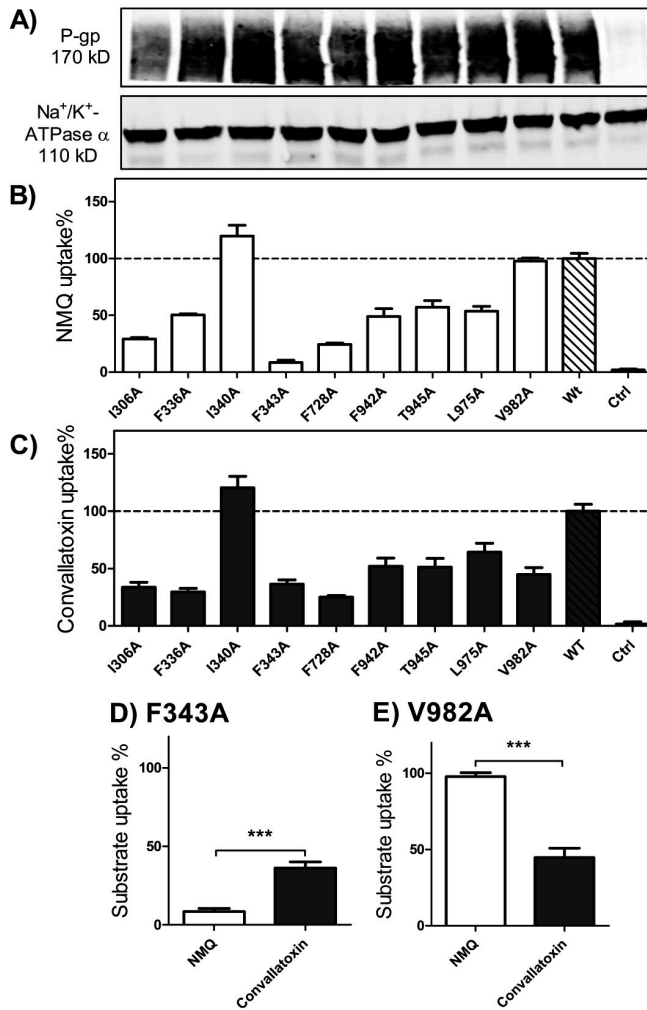 A)
P-gp
170 kD
Na+/K+-
ATPase α
110 kD
B)
NMQ uptake%
150
100
50
0
I306A
F336A
I340A
F343A
F728A
F942A
T945A
L975A
V982A
Wt
Ctrl
C)
Convallatoxin uptake%
150
100
50
0
I306A
F336A
I340A
F343A
F728A
F942A
T945A
L975A
V982A
WT
Ctrl
D) F343A
Substrate uptake %
100
50
0
***
NMQ
Convallatoxin
E) V982A
Substrate uptake %
100
50
0
***
NMQ
Convallatoxin